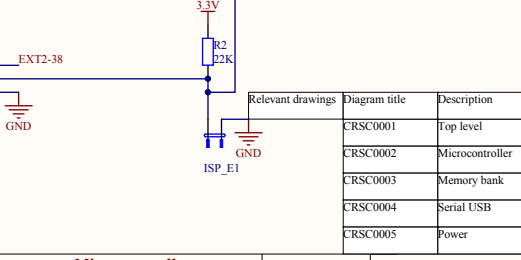 3.3V
R2
22K
EXT2-38
GND
GND
ISP_E1
Relevant drawings Diagram title Description
CRSC0001 Top level
CRSC0002 Microcontroller
CRSC0003 Memory bank
CRSC0004 Serial USB
CRSC0005 Power